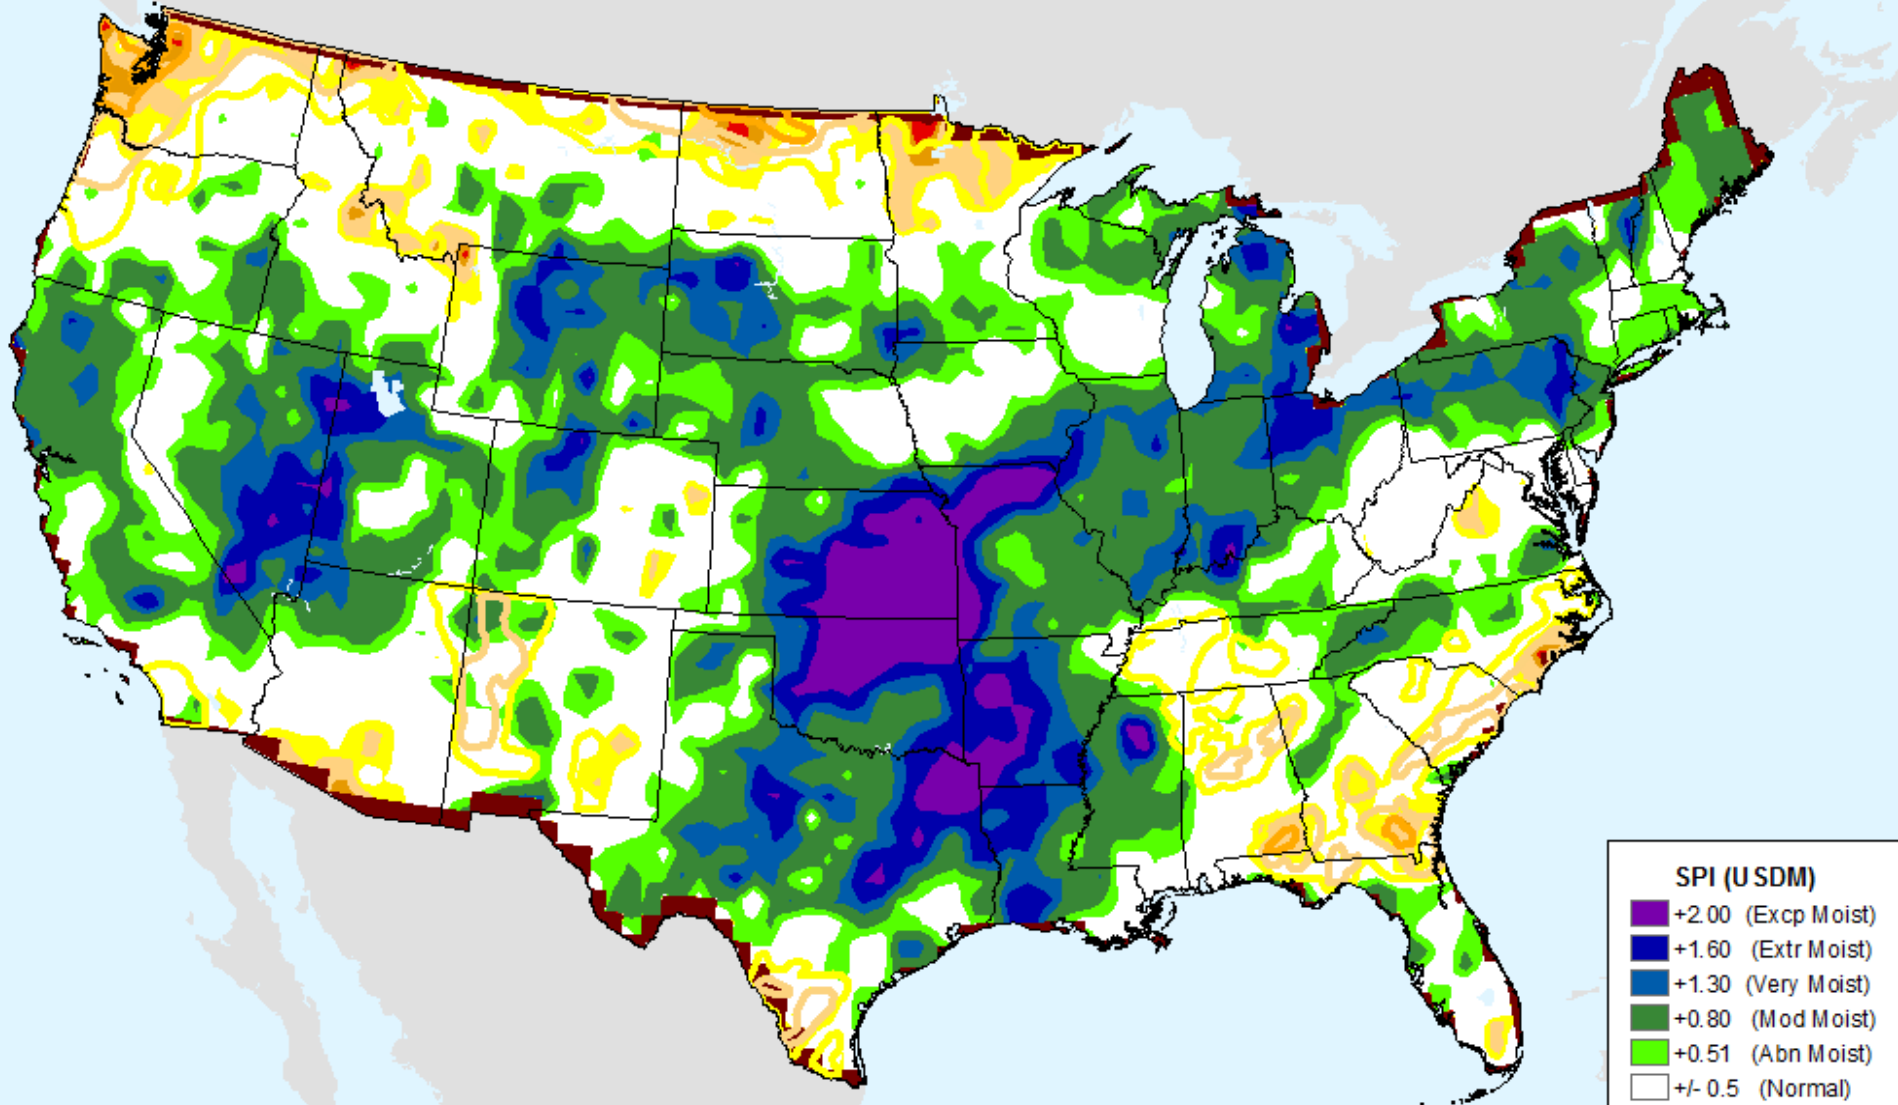 SPI (USDM)
+2.00 (Excp Moist)
+1.60 (Extr Moist)
+1.30 (Very Moist)
+0.80 (Mod Moist)
+0.51 (Abn Moist)
+/- 0.5 (Normal)